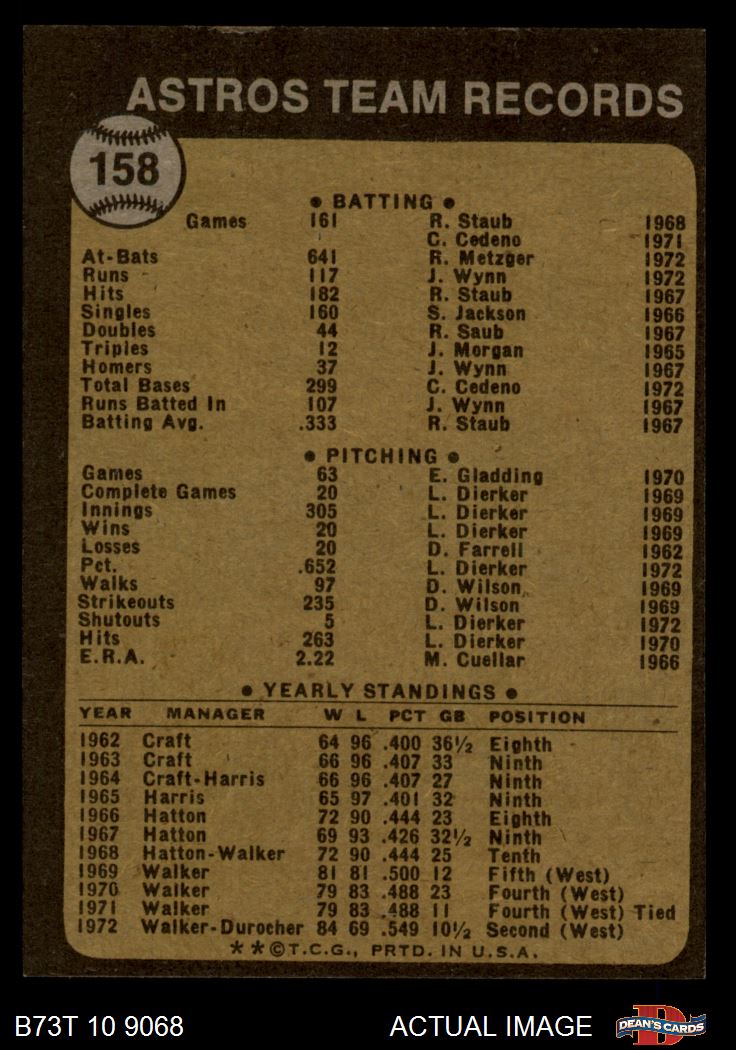 ASTROS TEAM RECORDS
158
• BATTING •
Games 161 R. Staub 1968
C. Cedeno 1971
At-Bats 641 R. Metzger 1972
Runs 117 J. Wynn 1972
Hits 182 R. Staub 1967
Singles 160 S. Jackson 1966
Doubles 44 R. Saub 1967
Triples 12 J. Morgan 1965
Homers 37 J. Wynn 1967
Total Bases 299 C. Cedeno 1972
Runs Batted In 107 J. Wynn 1967
Batting Avg. .333 R. Staub 1967
• PITCHING •
Games 63 E. Gladding 1970
Complete Games 20 L. Dierker 1969
Innings 305 L. Dierker 1969
Wins 20 L. Dierker 1969
Losses 20 D. Farrell 1962
Pct. .652 L. Dierker 1972
Walks 97 D. Wilson 1969
Strikeouts 235 D. Wilson 1969
Shutouts 5 L. Dierker 1972
Hits 263 L. Dierker 1970
E.R.A. 2.22 M. Cuellar 1966
• YEARLY STANDINGS •
YEAR MANAGER W L PCT GB POSITION
1962 Craft 64 96 .400 36½ Eighth
1963 Craft 66 96 .407 33 Ninth
1964 Craft-Harris 66 96 .407 27 Ninth
1965 Harris 65 97 .401 32 Ninth
1966 Hatton 72 90 .444 23 Eighth
1967 Hatton 69 93 .426 32½ Ninth
1968 Hatton-Walker 72 90 .444 25 Tenth
1969 Walker 81 81 .500 12 Fifth (West)
1970 Walker 79 83 .488 23 Fourth (West)
1971 Walker 79 83 .488 11 Fourth (West) Tied
1972 Walker-Durocher 84 69 .549 10½ Second (West)
**©T.C.G., PRTD. IN U.S.A.
B73T 10 9068 ACTUAL IMAGE D DEAN'S CARDS